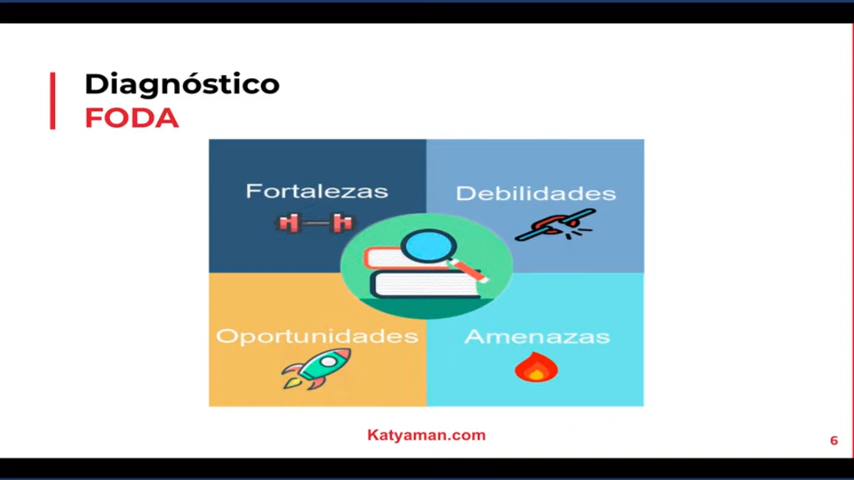 Diagnóstico
FODA
Fortalezas
Debilidades
Oportunidades
Amenazas
Katyaman.com
6